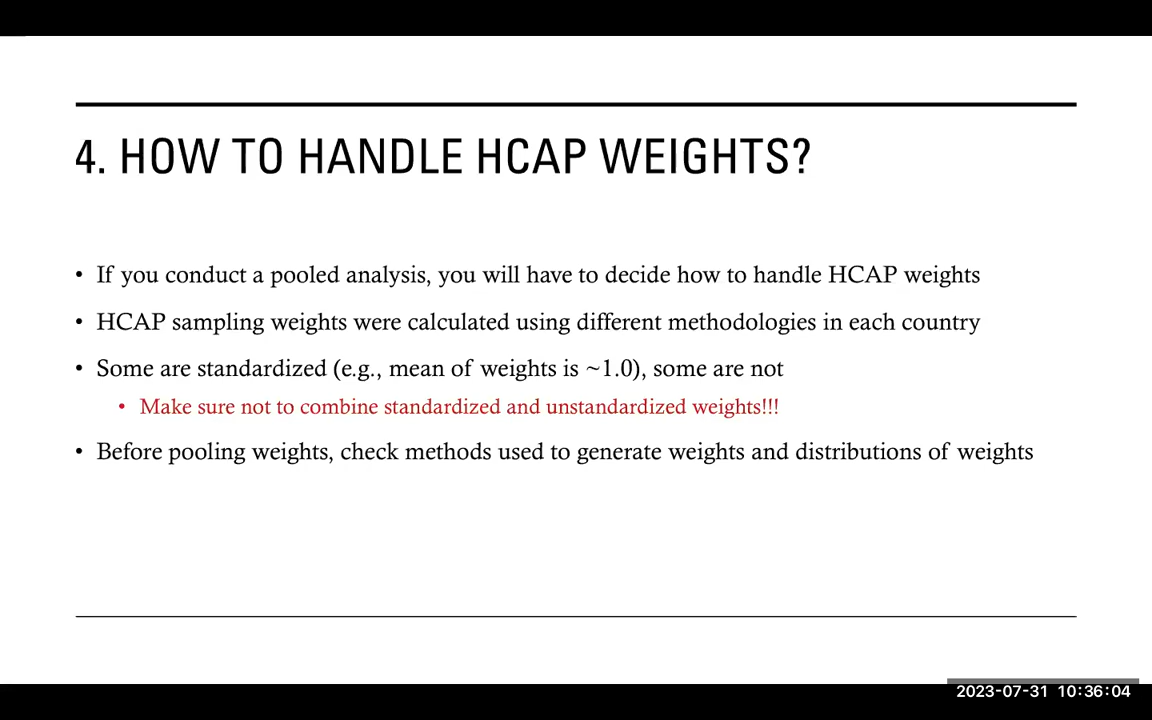 4. HOW TO HANDLE HCAP WEIGHTS?
• If you conduct a pooled analysis, you will have to decide how to handle HCAP weights
• HCAP sampling weights were calculated using different methodologies in each country
• Some are standardized (e.g., mean of weights is ~1.0), some are not
• Make sure not to combine standardized and unstandardized weights!!!
• Before pooling weights, check methods used to generate weights and distributions of weights
2023-07-31 10:36:04